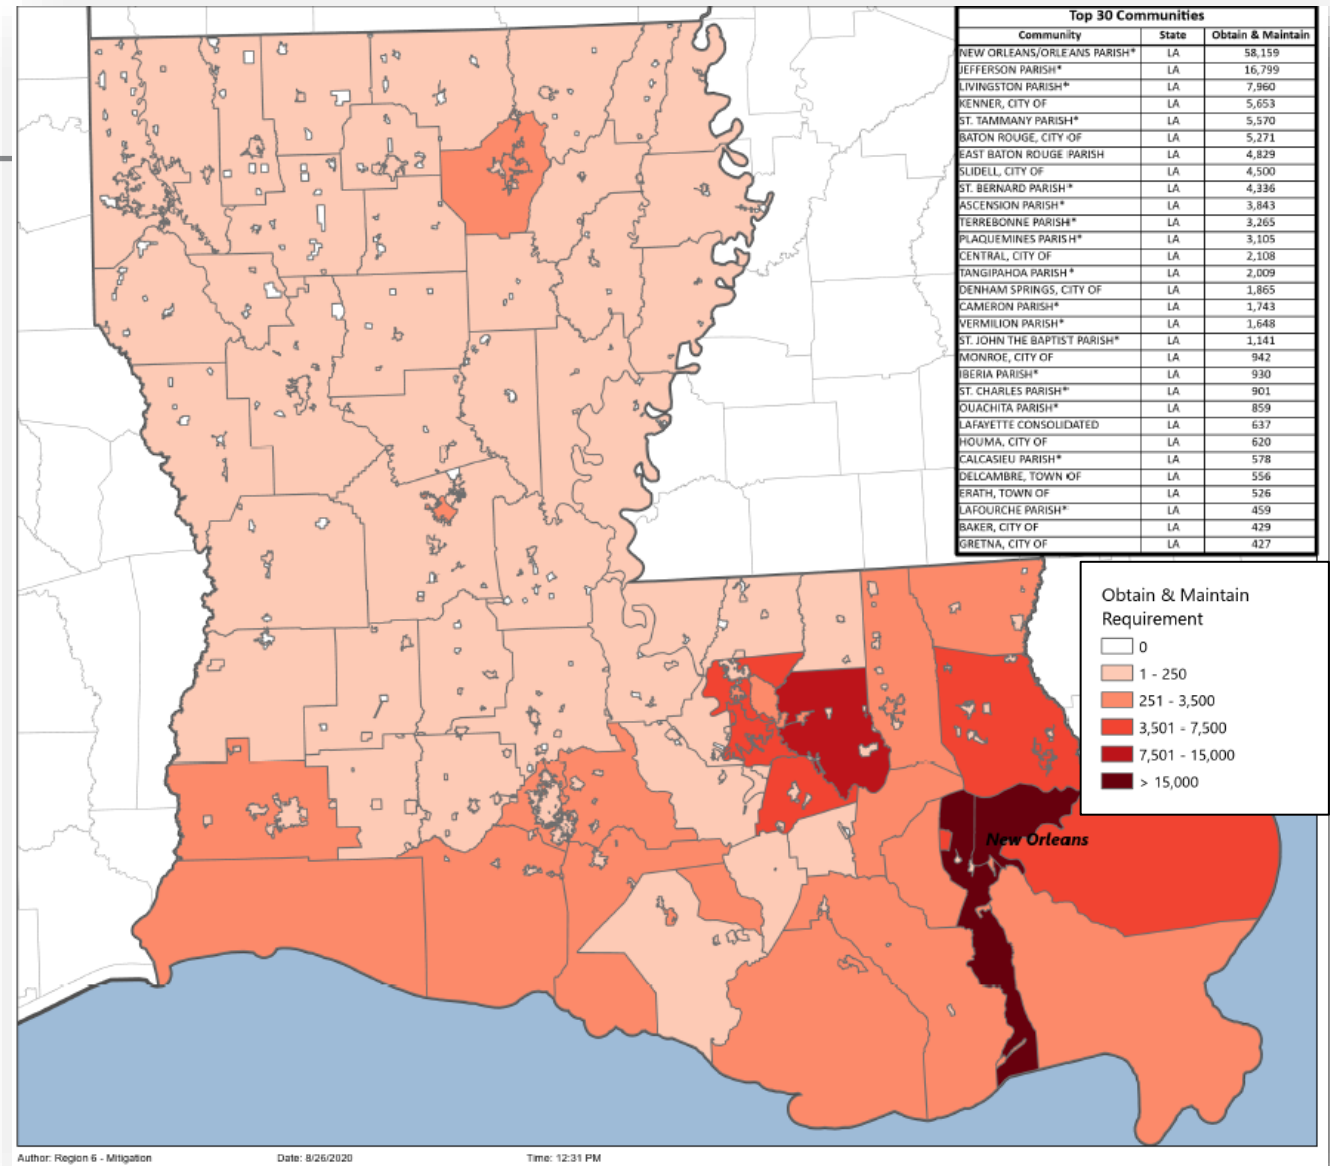 Top 30 Communities
Community State Obtain & Maintain
NEW ORLEANS/ORLEANS PARISH* LA 58,159
JEFFERSON PARISH* LA 16,799
LIVINGSTON PARISH* LA 7,960
KENNER, CITY OF LA 5,653
ST. TAMMANY PARISH* LA 5,570
BATON ROUGE, CITY OF LA 5,271
EAST BATON ROUGE PARISH LA 4,829
SLIDELL, CITY OF LA 4,500
ST. BERNARD PARISH* LA 4,336
ASCENSION PARISH* LA 3,843
TERREBONNE PARISH* LA 3,265
PLAQUEMINES PARISH* LA 3,105
CENTRAL, CITY OF LA 2,108
TANGIPAHOA PARISH* LA 2,009
DENHAM SPRINGS, CITY OF LA 1,865
CAMERON PARISH* LA 1,743
VERMILION PARISH* LA 1,648
ST. JOHN THE BAPTIST PARISH* LA 1,141
MONROE, CITY OF LA 942
IBERIA PARISH* LA 930
ST. CHARLES PARISH* LA 901
OUACHITA PARISH* LA 859
LAFAYETTE CONSOLIDATED LA 637
HOUMA, CITY OF LA 620
CALCASIEU PARISH* LA 578
DELCAMBRE, TOWN OF LA 556
ERATH, TOWN OF LA 526
LAFOURCHE PARISH* LA 459
BAKER, CITY OF LA 429
GRETNA, CITY OF LA 427
Obtain & Maintain
Requirement
0
1 - 250
251 - 3,500
3,501 - 7,500
7,501 - 15,000
> 15,000
New Orleans
Author: Region 6 - Mitigation Date: 8/26/2020 Time: 12:31 PM